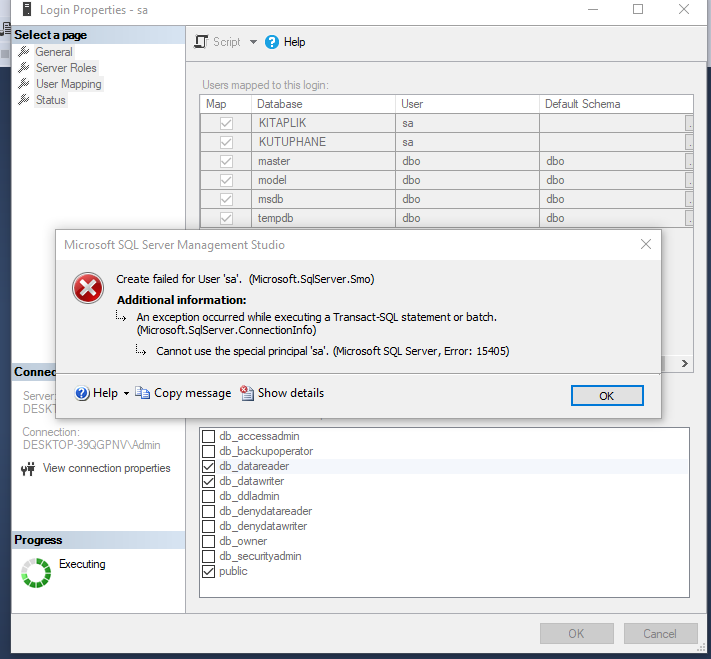 Login Properties - sa
Select a page
General
Server Roles
User Mapping
Status
Script
Help
Users mapped to this login:
Map Database User Default Schema
KITAPLIK sa
KUTUPHANE sa
master dbo dbo
model dbo dbo
msdb dbo dbo
tempdb dbo dbo
Microsoft SQL Server Management Studio
Create failed for User 'sa'. (Microsoft.SqlServer.Smo)
Additional information:
An exception occurred while executing a Transact-SQL statement or batch.
(Microsoft.SqlServer.ConnectionInfo)
Cannot use the special principal 'sa'. (Microsoft SQL Server, Error: 15405)
Help
Copy message
Show details
OK
Server:
Connection:
DESKTOP-39QGPNV\Admin
View connection properties
Progress
Executing
db_accessadmin
db_backupoperator
db_datareader
db_datawriter
db_ddladmin
db_denydatareader
db_denydatawriter
db_owner
db_securityadmin
public
OK
Cancel